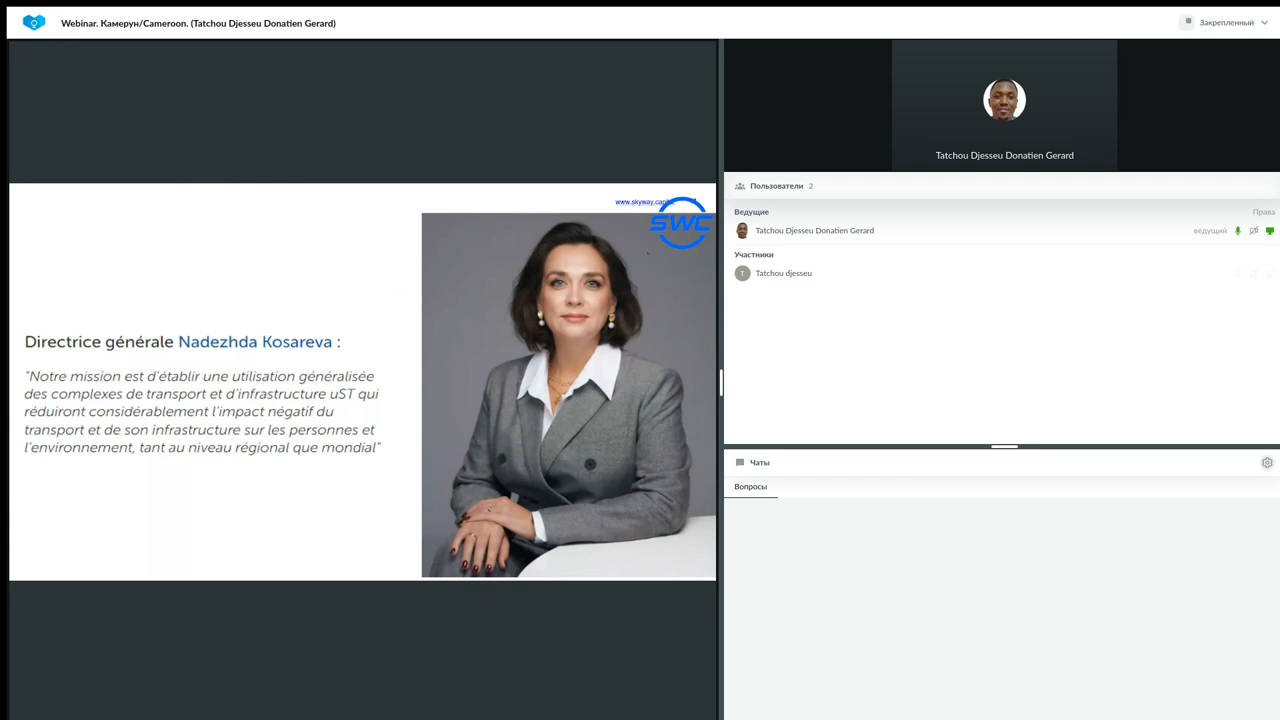 Webinar. Камерун/Cameroon. (Tatchou Djesseu Donatien Gerard)
Закрепленный
www.skyway.capital
SWC
Directrice générale Nadezhda Kosareva :
"Notre mission est d'établir une utilisation généralisée
des complexes de transport et d'infrastructure uST qui
réduiront considérablement l'impact négatif du
transport et de son infrastructure sur les personnes et
l'environnement, tant au niveau régional que mondial"
Tatchou Djesseu Donatien Gerard
Пользователи 2
Ведущие Права
Tatchou Djesseu Donatien Gerard ведущий
Участники
T Tatchou djesseu
Чаты
Вопросы